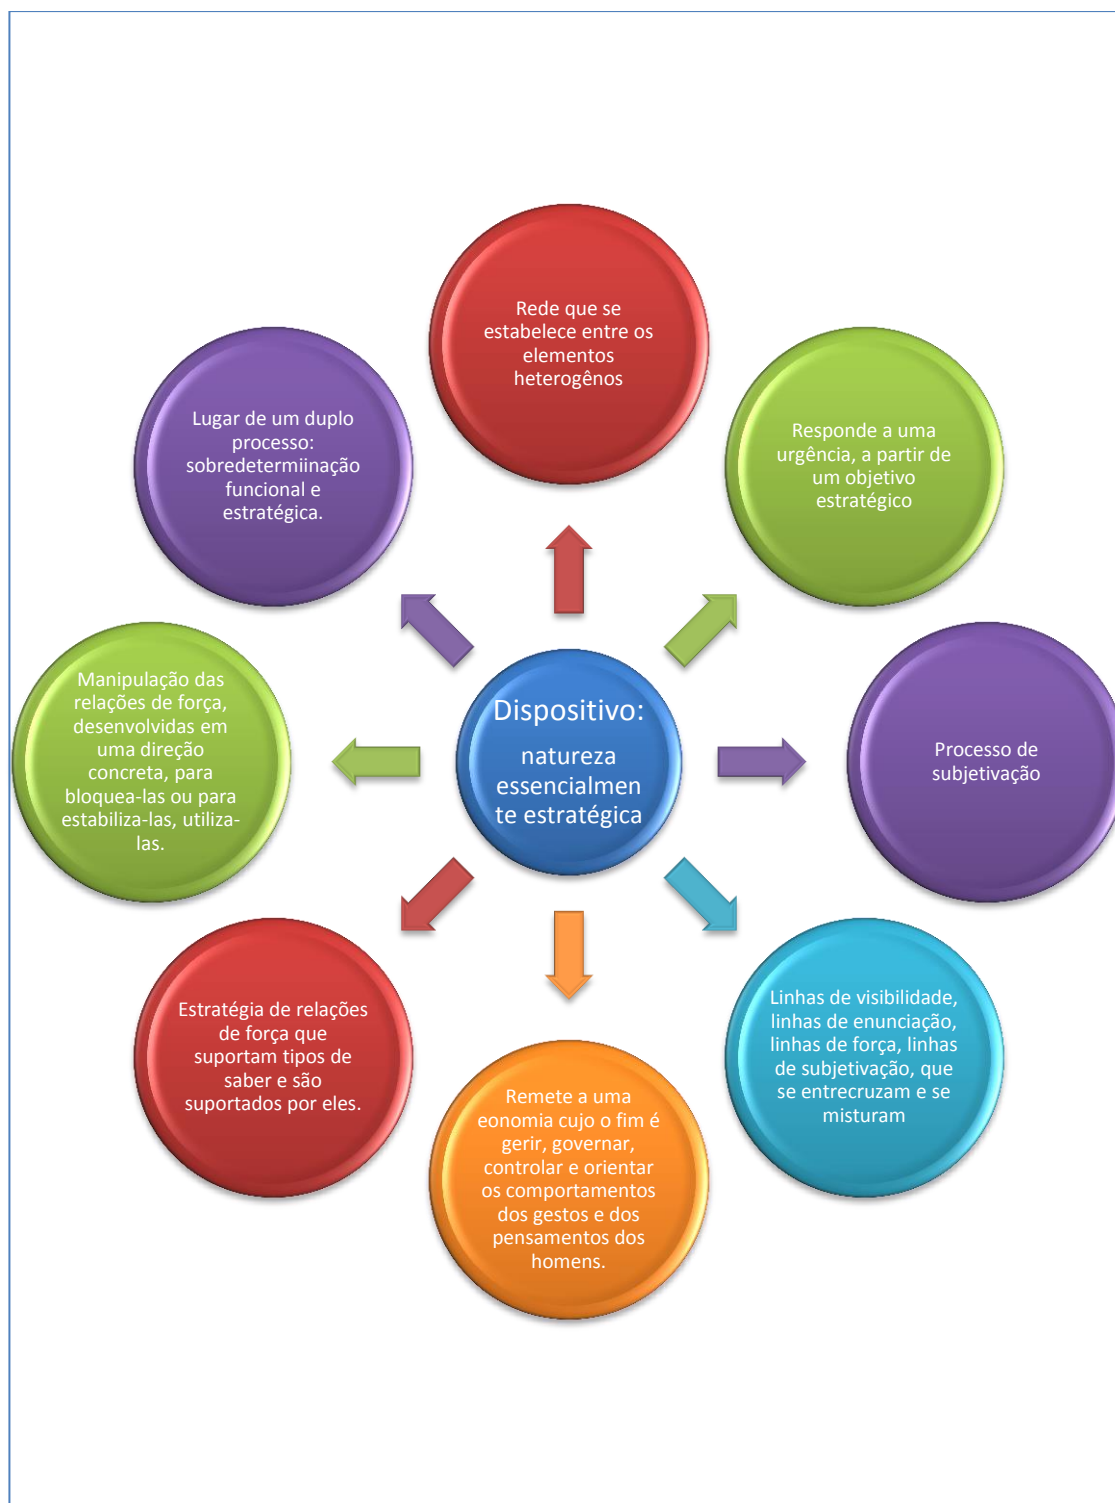 Rede que se
estabelece entre os
elementos
heterogênos
Responde a uma
urgência, a partir de
um objetivo
estratégico
Processo de
subjetivação
Linhas de visibilidade,
linhas de enunciação,
linhas de força, linhas
de subjetivação, que
se entrecruzam e se
misturam
Remete a uma
eonomia cujo o fim é
gerir, governar,
controlar e orientar
os comportamentos
dos gestos e dos
pensamentos dos
homens.
Estratégia de relações
de força que
suportam tipos de
saber e são
suportados por eles.
Manipulação das
relações de força,
desenvolvidas em
uma direção
concreta, para
bloquea-las ou para
estabiliza-las, utiliza-
las.
Lugar de um duplo
processo:
sobredetermiinação
funcional e
estratégica.
Dispositivo:
natureza
essencialmen
te estratégica